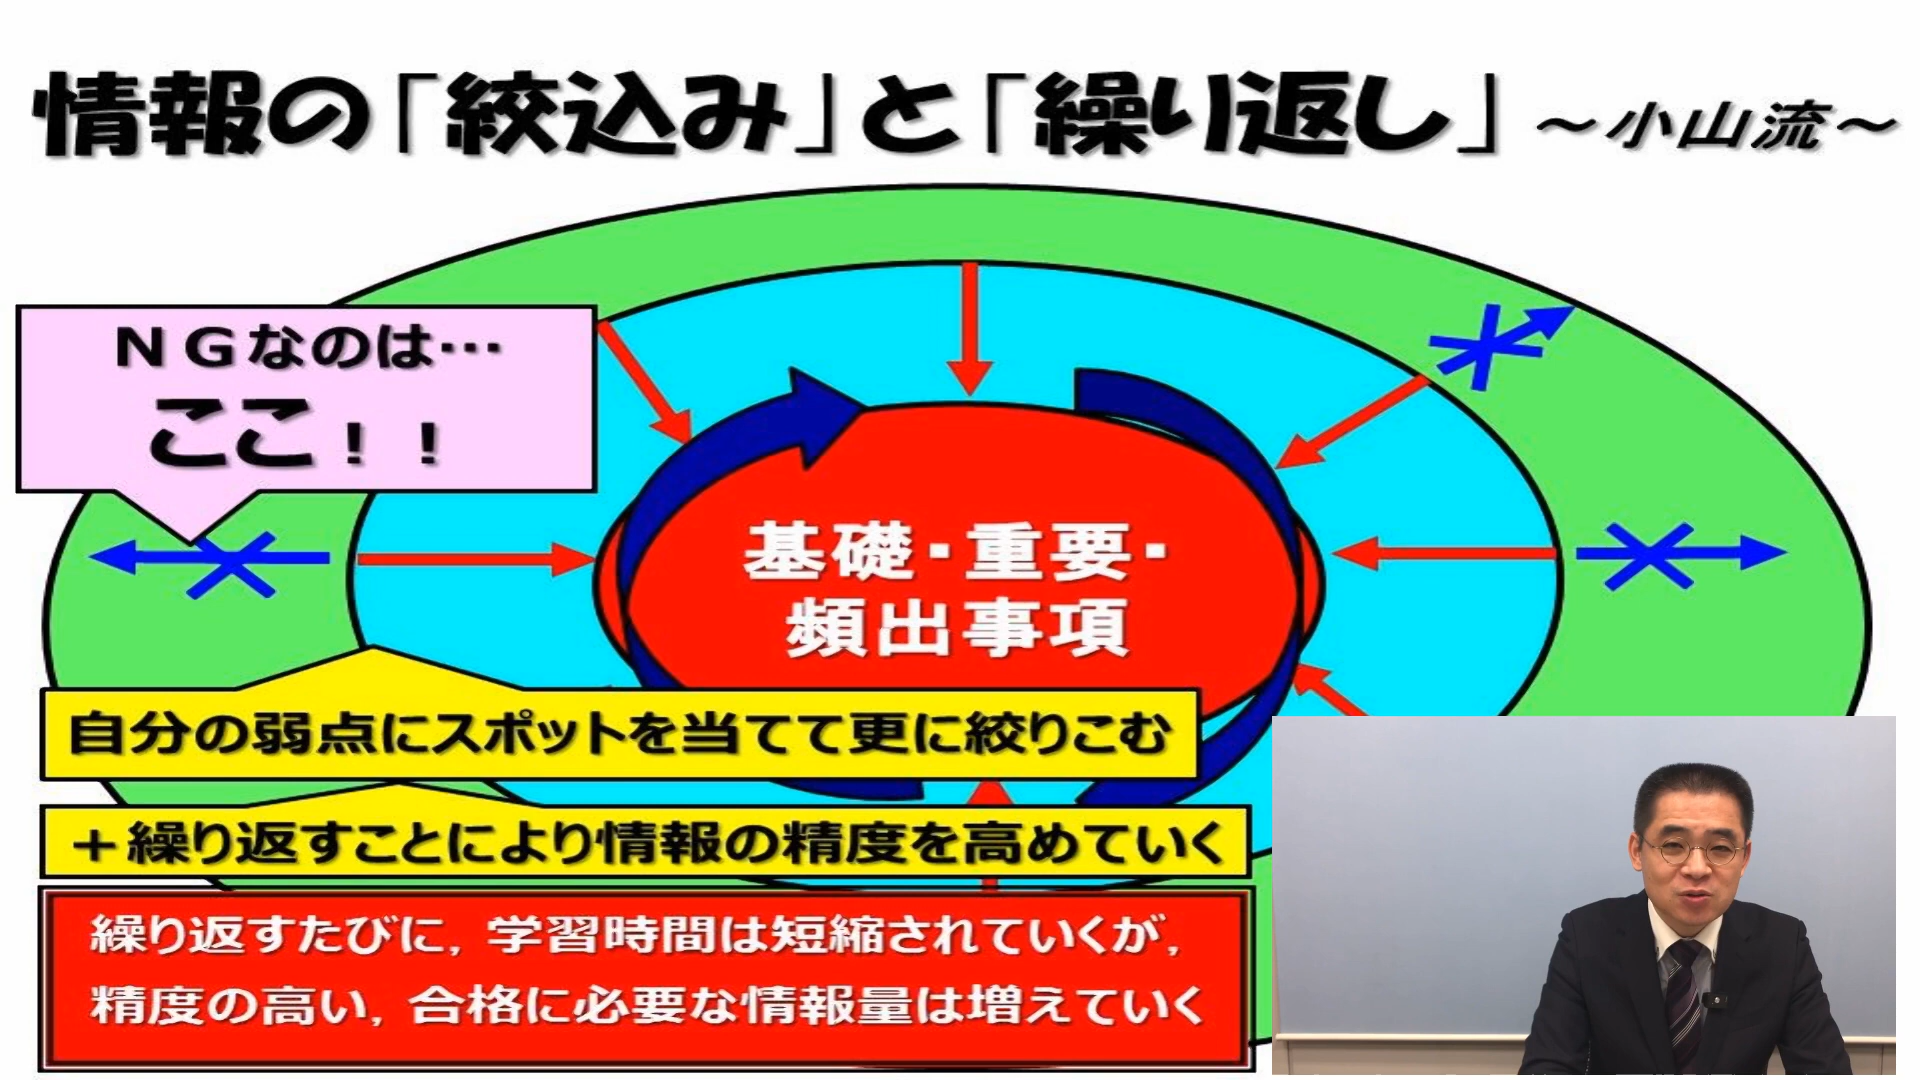 情報の「絞込み」と「繰り返し」 ～小山流～
ＮＧなのは…
ここ！！
基礎・重要・
頻出事項
自分の弱点にスポットを当てて更に絞りこむ
＋繰り返すことにより情報の精度を高めていく
繰り返すたびに，学習時間は短縮されていくが，
精度の高い，合格に必要な情報量は増えていく